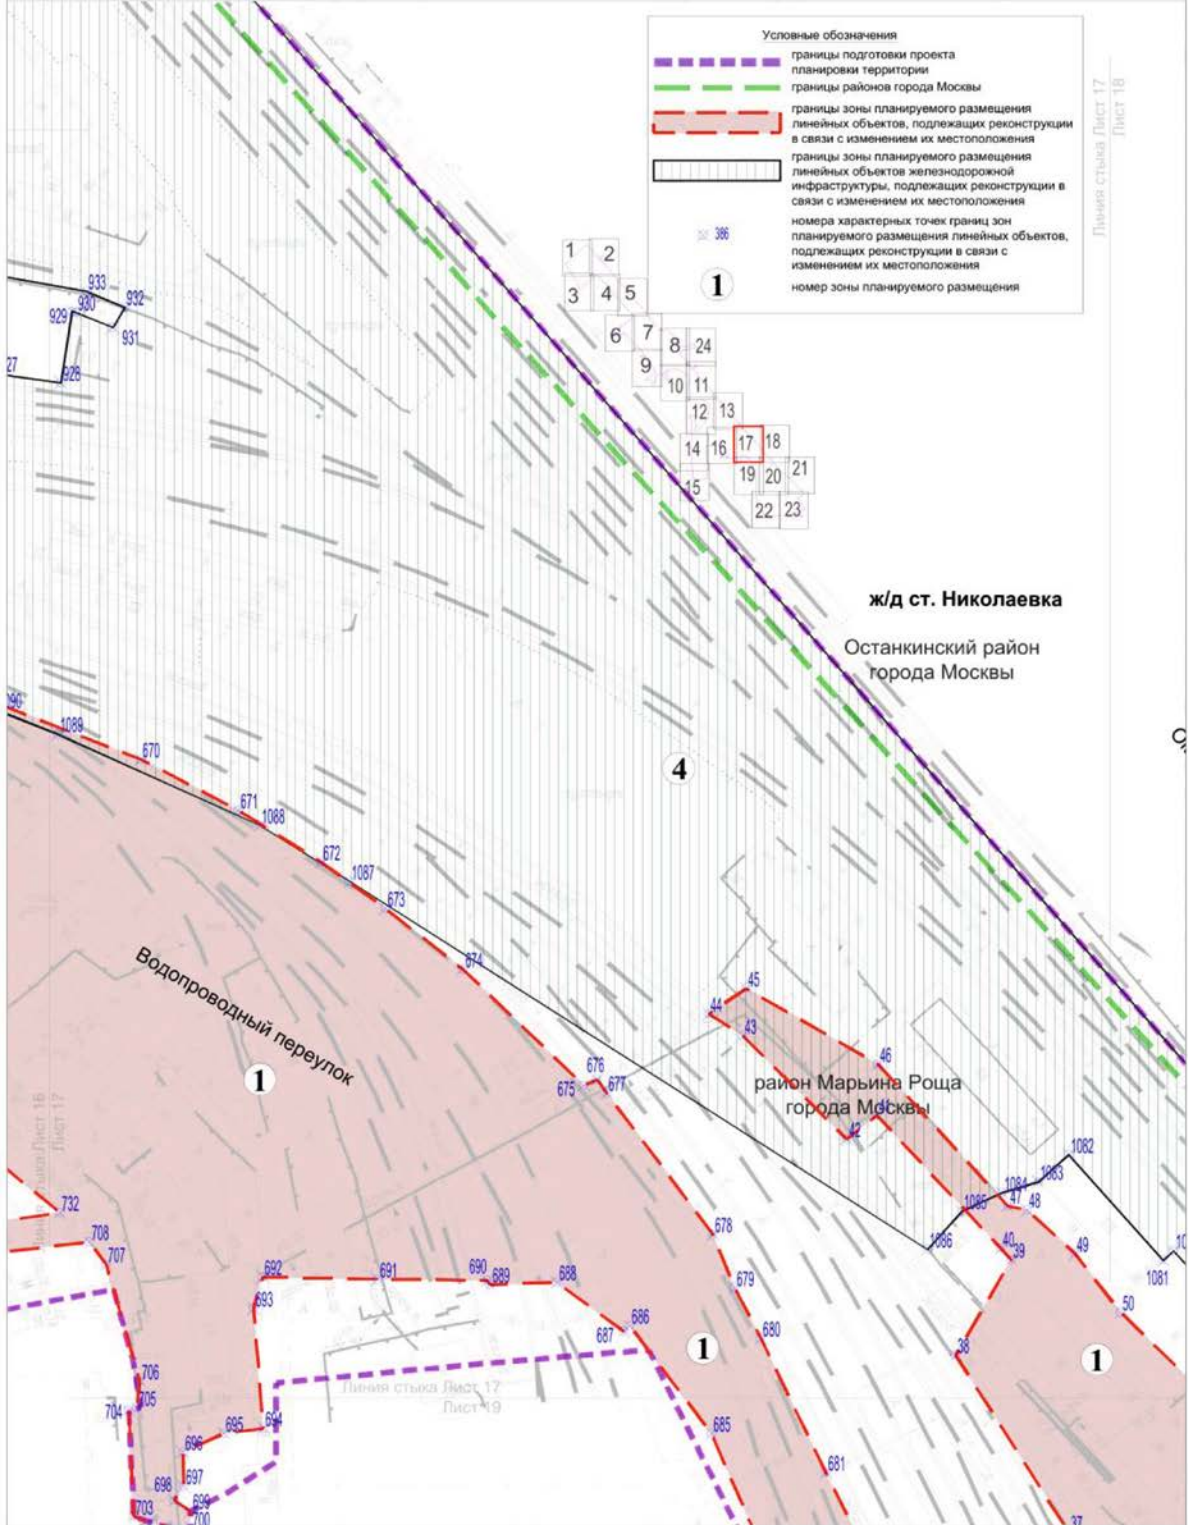 Условные обозначения
границы подготовки проекта
планировки территории
границы районов города Москвы
границы зоны планируемого размещения
линейных объектов, подлежащих реконструкции
в связи с изменением их местоположения
границы зоны планируемого размещения
линейных объектов железнодорожной
инфраструктуры, подлежащих реконструкции в
связи с изменением их местоположения
386
номера характерных точек границ зон
планируемого размещения линейных объектов,
подлежащих реконструкции в связи с
изменением их местоположения
1
номер зоны планируемого размещения
Линия стыка Лист 17
Лист 18
1 2
3 4 5
6 7 8 24
9 10 11
12 13
14 16 17 18
15 19 20 21
22 23
933
930
932
929
931
27
928
ж/д ст. Николаевка
Останкинский район
города Москвы
4
1089
670
671
1088
672
1087
673
674
Водопроводный переулок
1
45
44
43
46
676
675
677
район Марьина Роща
города Москвы
41
42
1082
1083
1084
1085
47
48
1086
40
39
49
1081
50
Линия стыка Лист 16
Лист 17
732
708
707
678
679
680
692
691
690
689
688
693
686
687
1
38
1
706
705
704
Линия стыка Лист 17
Лист 19
694
695
685
696
697
681
698
699
700
703
37